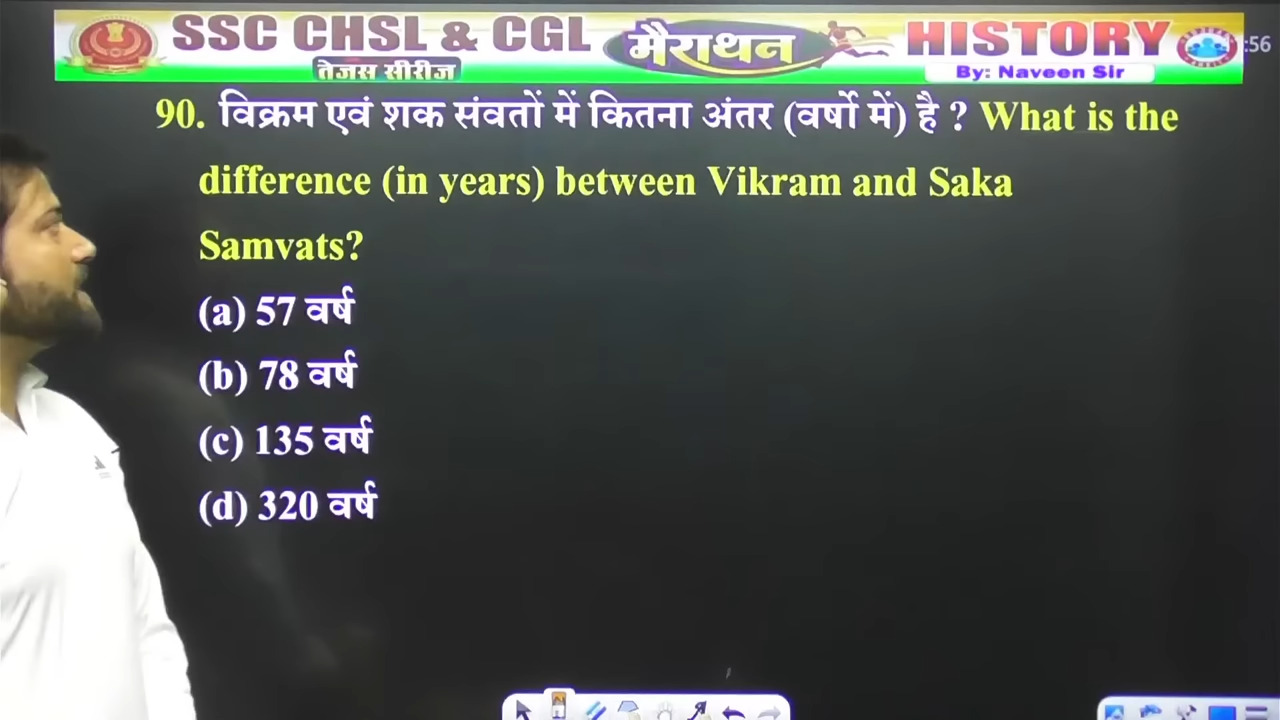 SSC CHSL & CGL मैराथन HISTORY :56
तेजस सीरीज By: Naveen Sir
90. विक्रम एवं शक संवतों में कितना अंतर (वर्षो में) है ? What is the
difference (in years) between Vikram and Saka
Samvats?
(a) 57 वर्ष
(b) 78 वर्ष
(c) 135 वर्ष
(d) 320 वर्ष